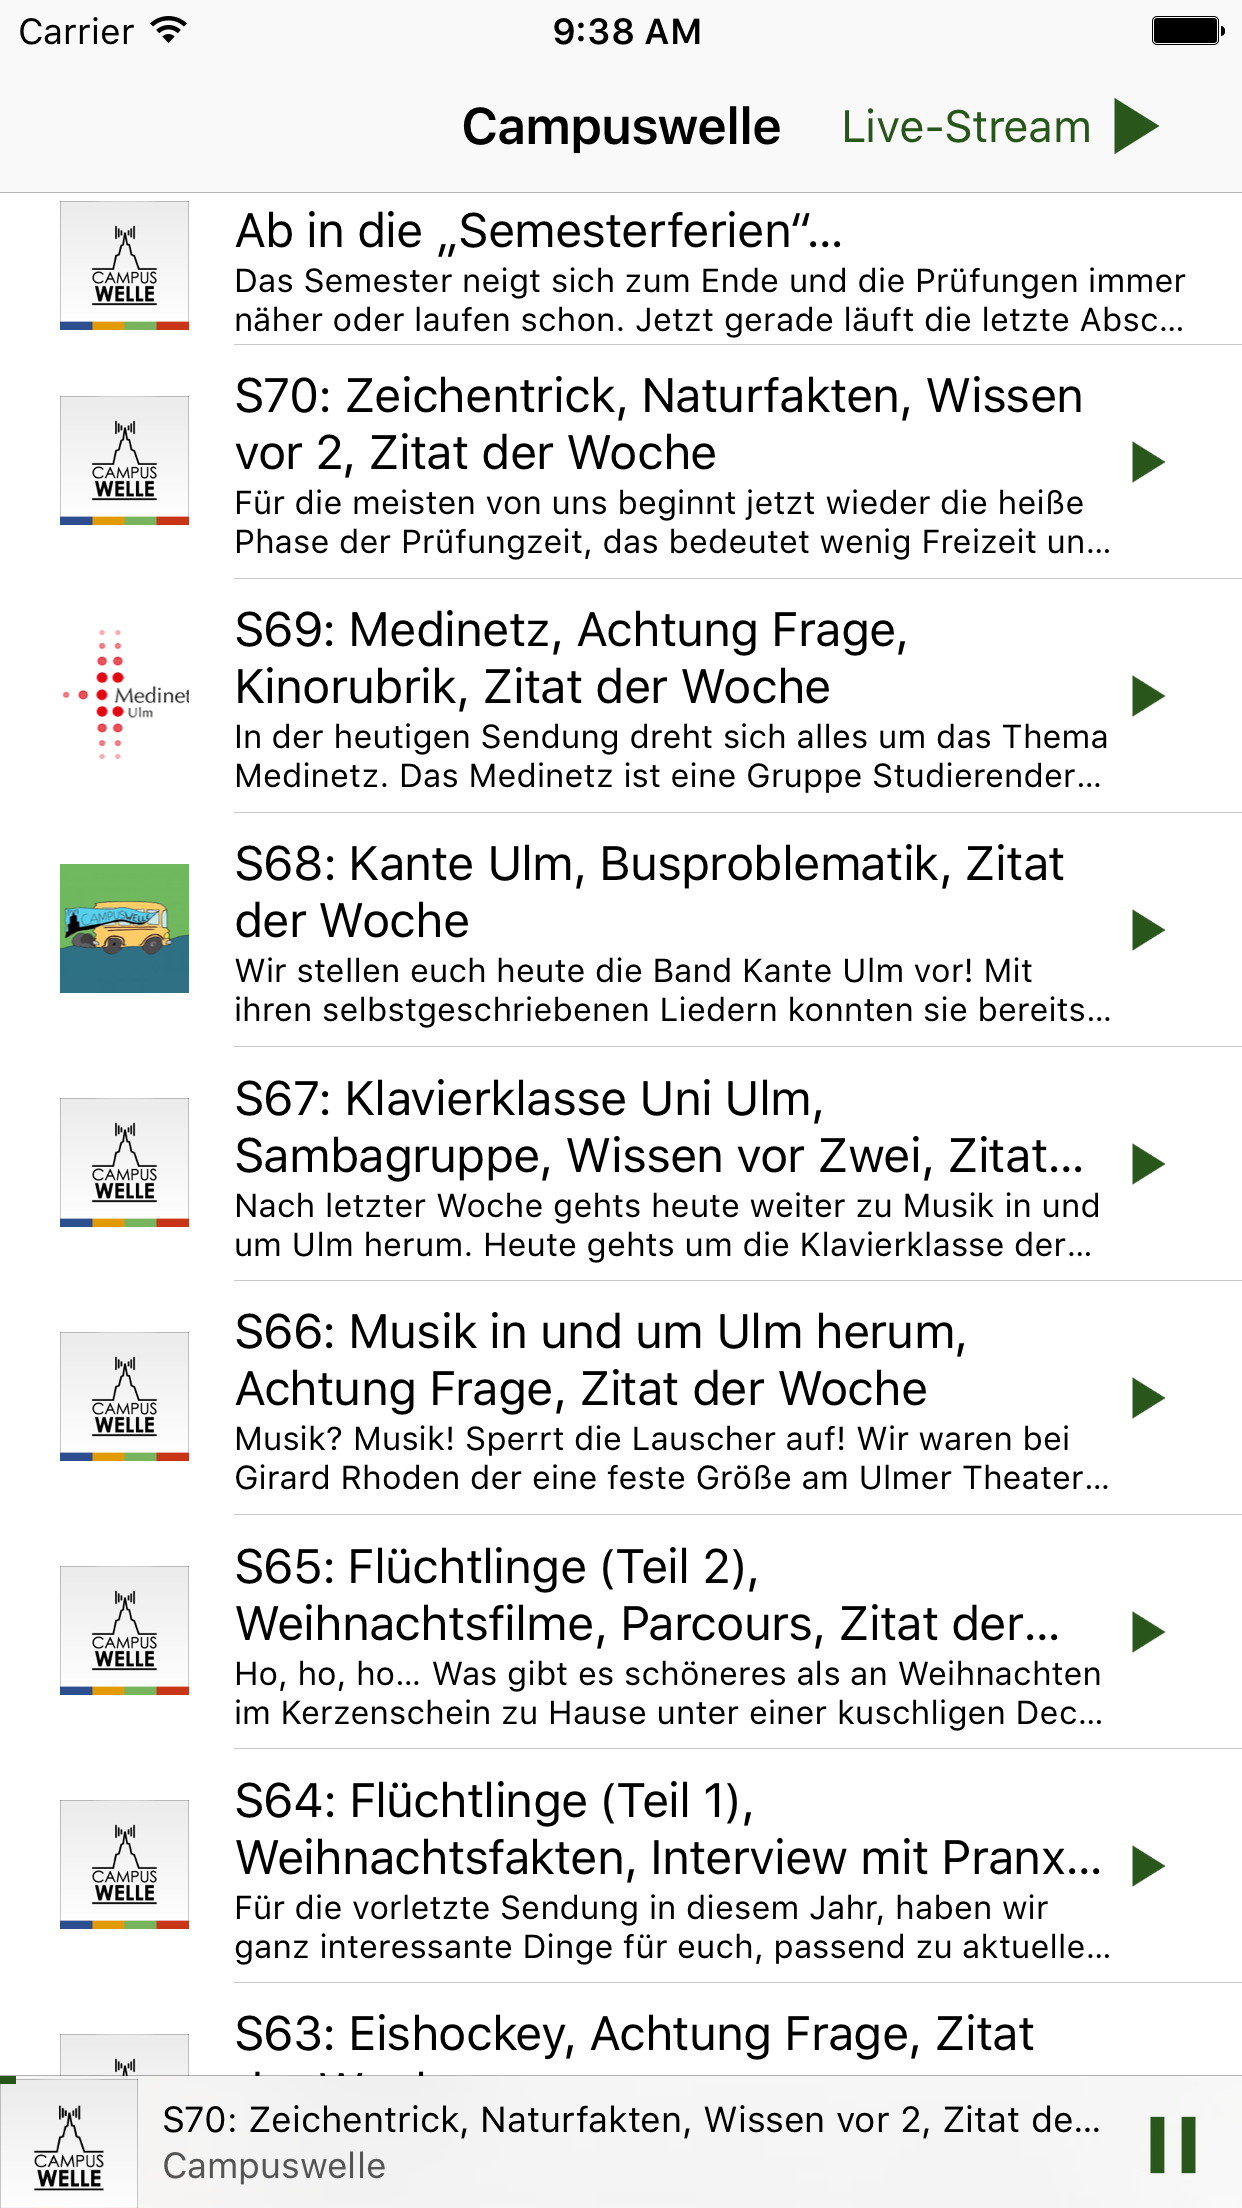 Carrier 9:38 AM
Campuswelle Live-Stream
CAMPUS
WELLE
Ab in die „Semesterferien“...
Das Semester neigt sich zum Ende und die Prüfungen immer
näher oder laufen schon. Jetzt gerade läuft die letzte Absc...
CAMPUS
WELLE
S70: Zeichentrick, Naturfakten, Wissen
vor 2, Zitat der Woche
Für die meisten von uns beginnt jetzt wieder die heiße
Phase der Prüfungzeit, das bedeutet wenig Freizeit un...
Medinet
Ulm
S69: Medinetz, Achtung Frage,
Kinorubrik, Zitat der Woche
In der heutigen Sendung dreht sich alles um das Thema
Medinetz. Das Medinetz ist eine Gruppe Studierender...
CAMPUSWELLE
S68: Kante Ulm, Busproblematik, Zitat
der Woche
Wir stellen euch heute die Band Kante Ulm vor! Mit
ihren selbstgeschriebenen Liedern konnten sie bereits...
CAMPUS
WELLE
S67: Klavierklasse Uni Ulm,
Sambagruppe, Wissen vor Zwei, Zitat...
Nach letzter Woche gehts heute weiter zu Musik in und
um Ulm herum. Heute gehts um die Klavierklasse der...
CAMPUS
WELLE
S66: Musik in und um Ulm herum,
Achtung Frage, Zitat der Woche
Musik? Musik! Sperrt die Lauscher auf! Wir waren bei
Girard Rhoden der eine feste Größe am Ulmer Theater...
CAMPUS
WELLE
S65: Flüchtlinge (Teil 2),
Weihnachtsfilme, Parcours, Zitat der...
Ho, ho, ho... Was gibt es schöneres als an Weihnachten
im Kerzenschein zu Hause unter einer kuschligen Dec...
CAMPUS
WELLE
S64: Flüchtlinge (Teil 1),
Weihnachtsfakten, Interview mit Pranx...
Für die vorletzte Sendung in diesem Jahr, haben wir
ganz interessante Dinge für euch, passend zu aktuelle...
S63: Eishockey, Achtung Frage, Zitat
CAMPUS
WELLE
S70: Zeichentrick, Naturfakten, Wissen vor 2, Zitat de...
Campuswelle